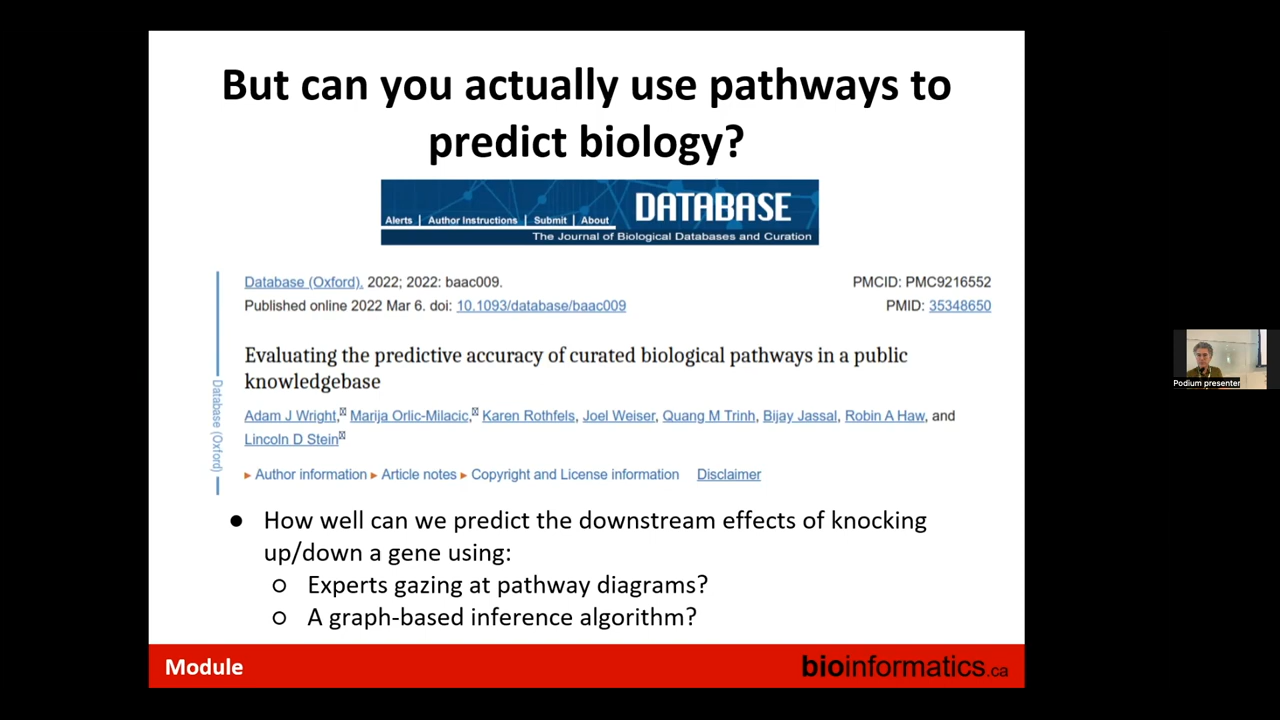 But can you actually use pathways to
predict biology?
Alerts | Author Instructions | Submit | About
DATABASE
The Journal of Biological Databases and Curation
Database (Oxford). 2022; 2022: baac009.
PMCID: PMC9216552
Published online 2022 Mar 6. doi: 10.1093/database/baac009
PMID: 35348650
Database (Oxford)
Evaluating the predictive accuracy of curated biological pathways in a public
knowledgebase
Adam J Wright, Marija Orlic-Milacic, Karen Rothfels, Joel Weiser, Quang M Trinh, Bijay Jassal, Robin A Haw, and
Lincoln D Stein
▸ Author information ▸ Article notes ▸ Copyright and License information Disclaimer
● How well can we predict the downstream effects of knocking
up/down a gene using:
○ Experts gazing at pathway diagrams?
○ A graph-based inference algorithm?
Module
bioinformatics.ca
Podium presenter